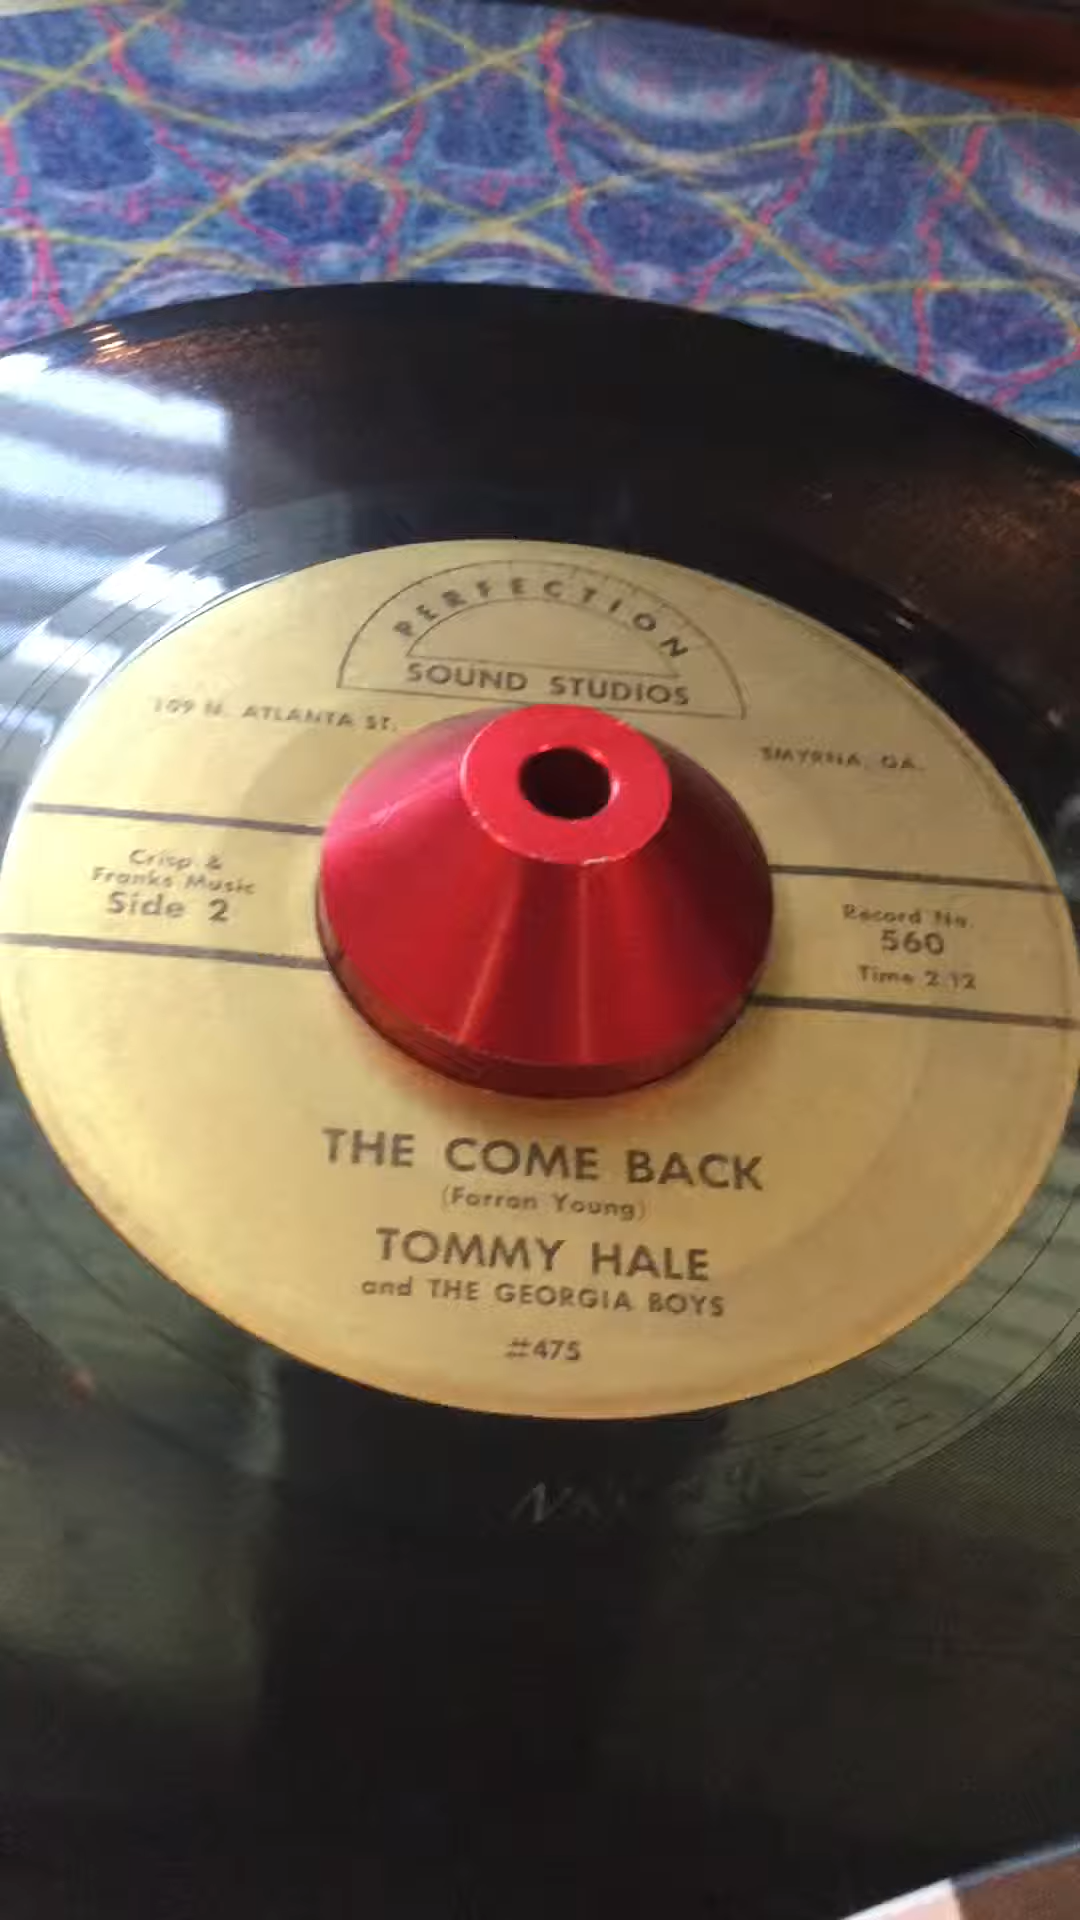 PERFECTION
SOUND STUDIOS
109 N. ATLANTA ST.
SMYRNA, GA.
Crisp &
Franks Music
Side 2
Record No.
560
Time 2:12
THE COME BACK
(Farran Young)
TOMMY HALE
and THE GEORGIA BOYS
#475